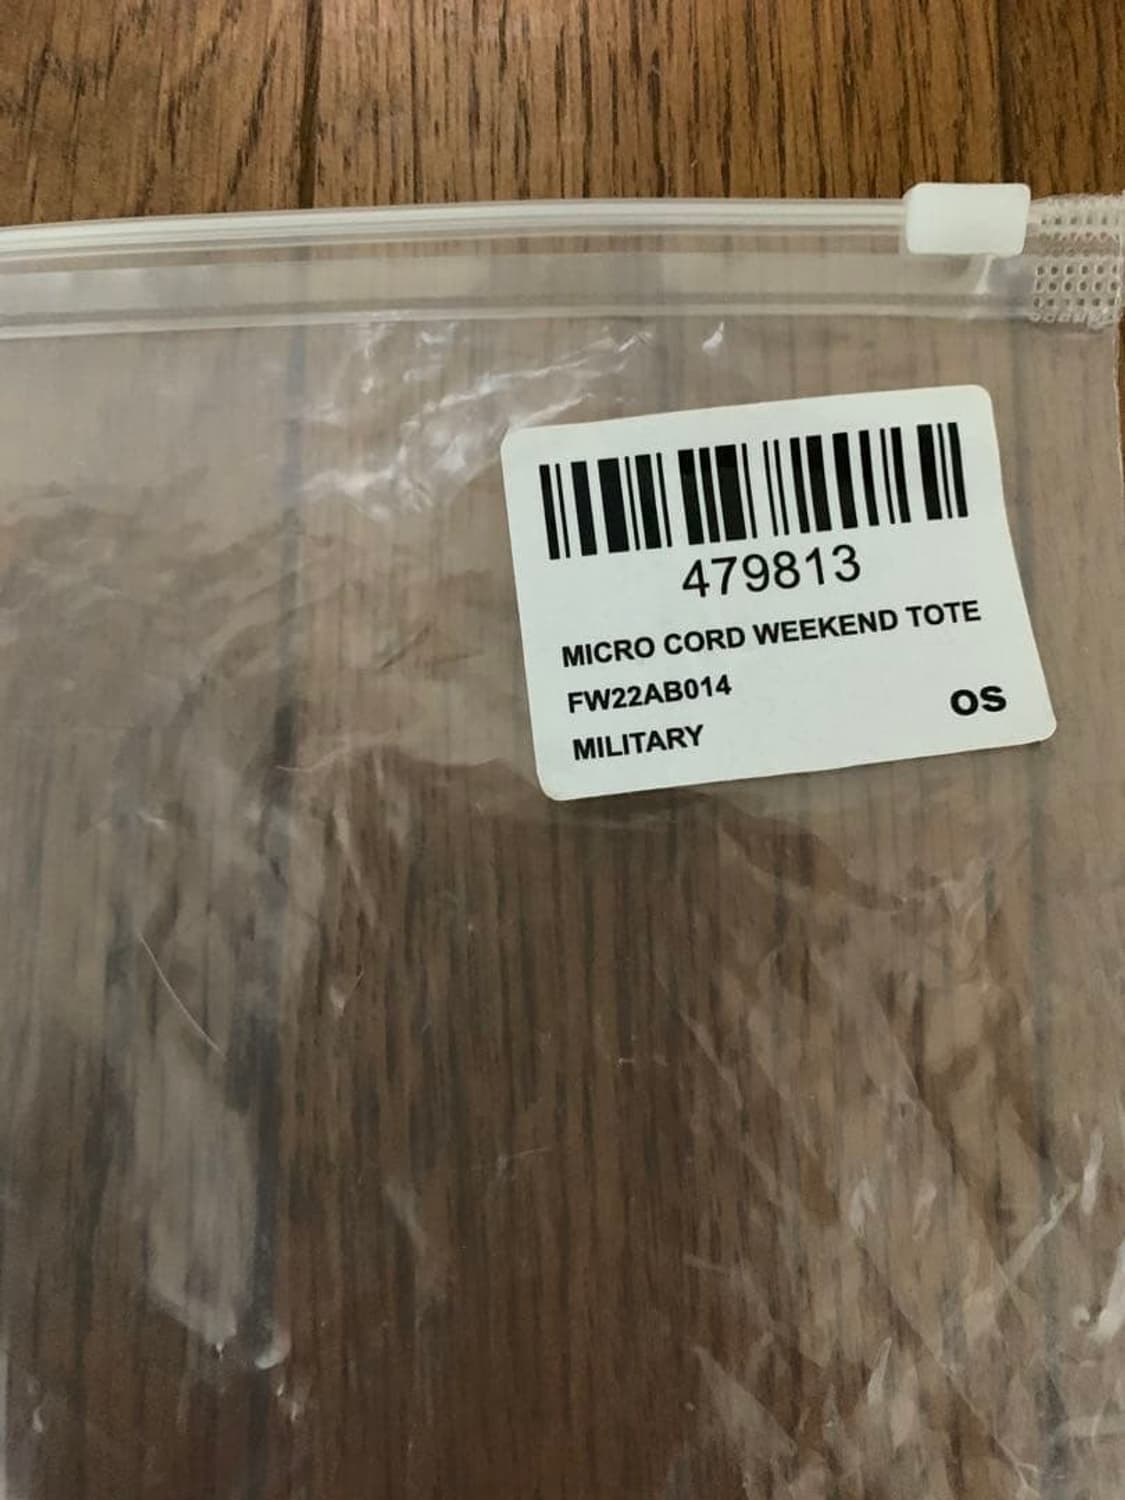 479813
MICRO CORD WEEKEND TOTE
FW22AB014
OS
MILITARY